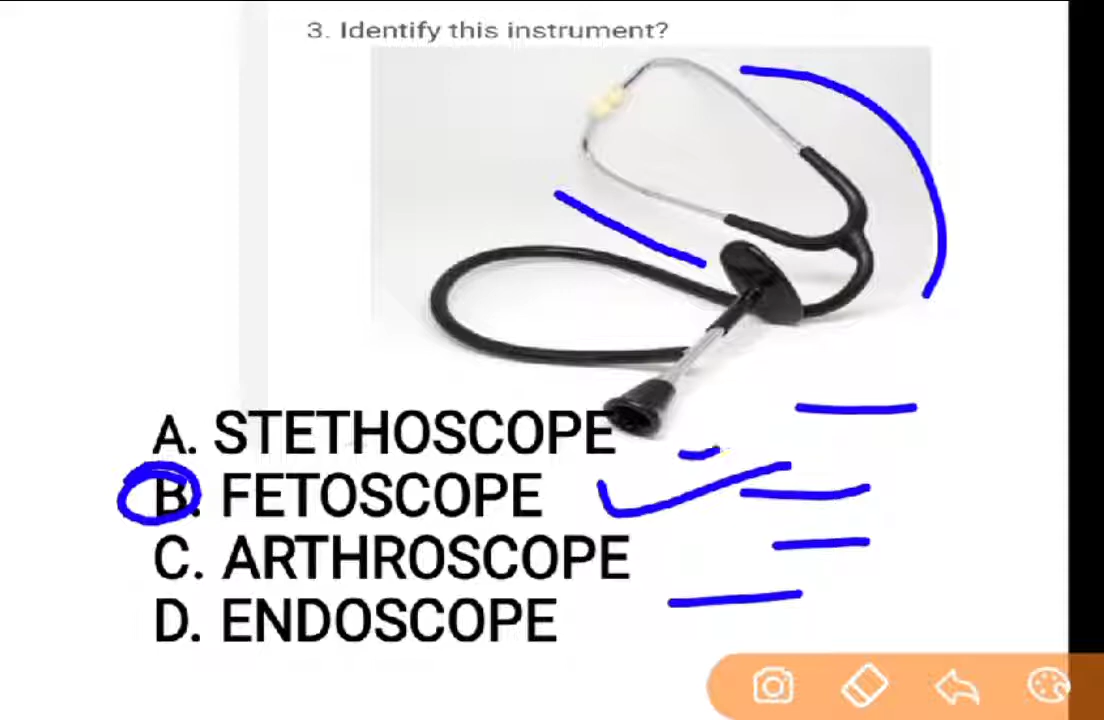 3. Identify this instrument?
A. STETHOSCOPE
B. FETOSCOPE
C. ARTHROSCOPE
D. ENDOSCOPE